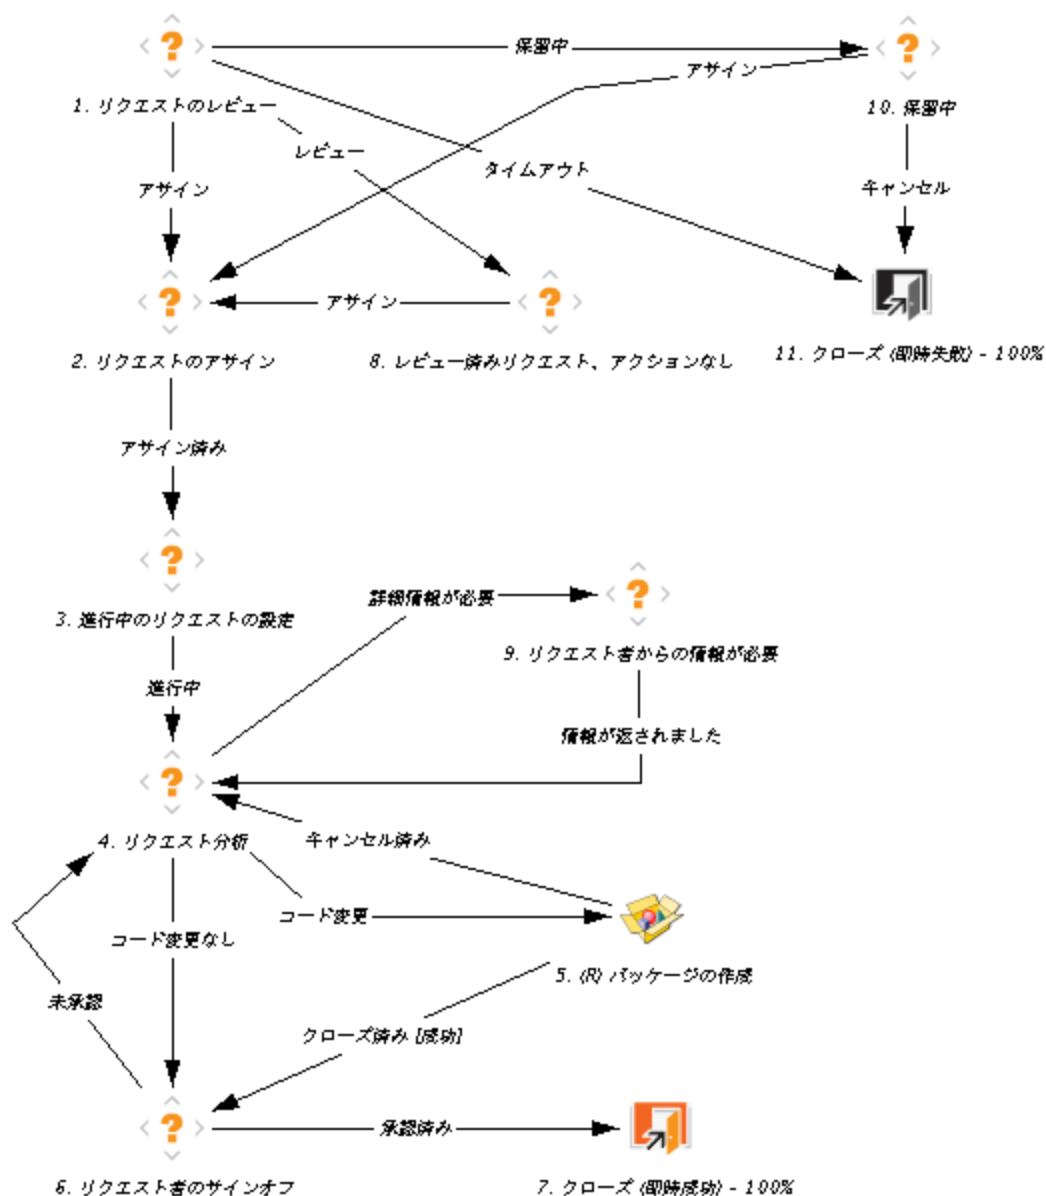 保留中
アサイン
1. リクエストのレビュー
10. 保留中
レビュー
タイムアウト
アサイン
キャンセル
アサイン
2. リクエストのアサイン
8. レビュー済みリクエスト、アクションなし
11. クローズ (即時失敗) - 100%
アサイン済み
詳細情報が必要
3. 進行中のリクエストの設定
9. リクエスト者からの情報が必要
進行中
情報が返されました
4. リクエスト分析
キャンセル済み
コード変更
コード変更なし
5. (R) パッケージの作成
未承認
クローズ済み [成功]
承認済み
6. リクエスト者のサインオフ
7. クローズ (即時成功) - 100%